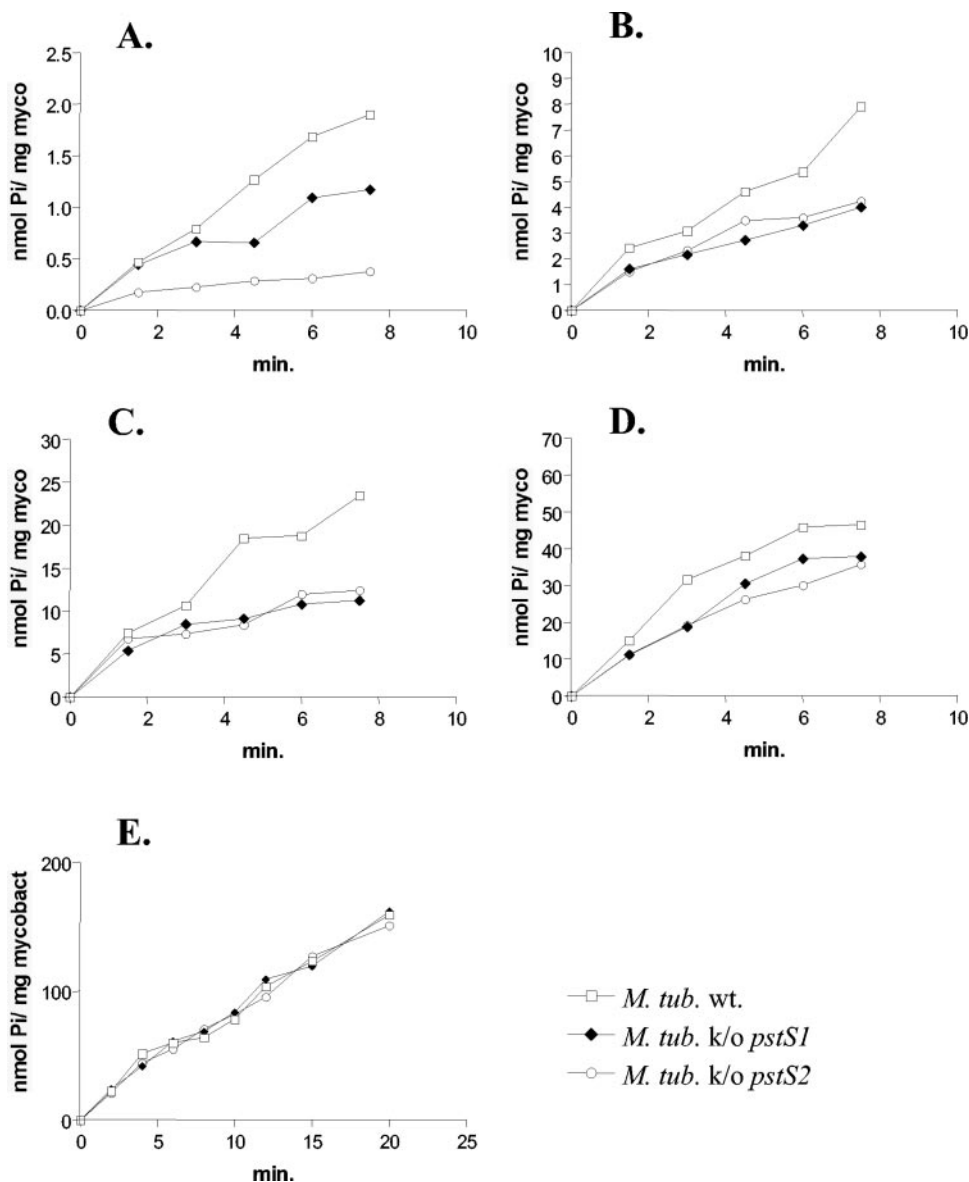 A.
nmol Pi/ mg myco
2.5
2.0
1.5
1.0
0.5
0.0
0 2 4 6 8 10
min.
B.
nmol Pi/ mg myco
10
9
8
7
6
5
4
3
2
1
0
0 2 4 6 8 10
min.
C.
nmol Pi/ mg myco
30
25
20
15
10
5
0
0 2 4 6 8 10
min.
D.
nmol Pi/ mg myco
70
60
50
40
30
20
10
0
0 2 4 6 8 10
min.
E.
nmol Pi/ mg mycobact
200
100
0
0 5 10 15 20 25
min.
M. tub. wt.
M. tub. k/o pstS1
M. tub. k/o pstS2